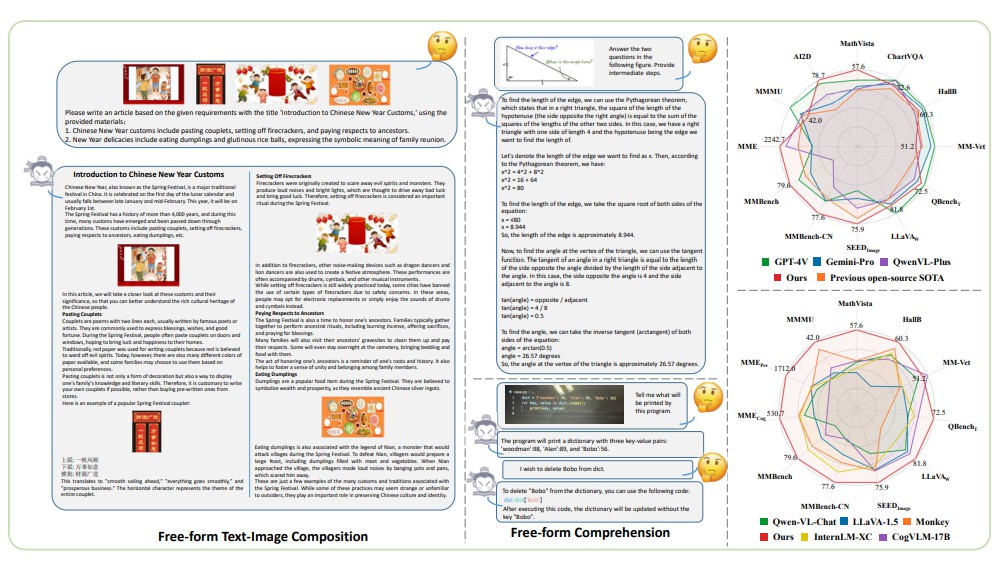 Please write an article based on the given requirements with the title 'Introduction to Chinese New Year Customs,' using the
provided materials:
1. Chinese New Year customs include pasting couplets, setting off firecrackers, and paying respects to ancestors.
2. New Year delicacies include eating dumplings and glutinous rice balls, expressing the symbolic meaning of family reunion.
Introduction to Chinese New Year Customs
Chinese New Year, also known as the Spring Festival, is a major traditional
festival in China. It is celebrated on the first day of the lunar calendar and
usually falls between late January and mid-February. This year, it will be on
February 1st.
The Spring Festival has a history of more than 4,000 years, and during this
time, many customs have emerged and been passed down through
generations. These customs include pasting couplets, setting off firecrackers,
paying respects to ancestors, eating dumplings, etc.
In this article, we will take a closer look at these customs and their
significance, so that you can better understand the rich cultural heritage of
the Chinese people.
Pasting Couplets
Couplets are poems with two lines each, usually written by famous poets or
artists. They are commonly used to express blessings, wishes, and good
fortune. During the Spring Festival, people often paste couplets on doors and
windows, hoping to bring luck and happiness to their homes.
Traditionally, red paper was used for writing couplets because red is believed
to ward off evil spirits. Today, however, there are also many different colors of
paper available, and some families may choose to use them based on
personal preferences.
Pasting couplets is not only a form of decoration but also a way to display
one's family's knowledge and literary skills. Therefore, it is customary to write
your own couplets if possible, rather than buying pre-written ones from
stores.
Here is an example of a popular Spring Festival couplet:
上联: 一帆风顺
下联: 万事如意
横批: 财源广进
This translates to "smooth sailing ahead," "everything goes smoothly," and
"prosperous business." The horizontal character represents the theme of the
entire couplet.
Setting Off Firecrackers
Firecrackers were originally created to scare away evil spirits and monsters. They
produce loud noises and bright lights, which are thought to drive away bad luck
and bring good luck. Therefore, setting off firecrackers is considered an important
ritual during the Spring Festival.
In addition to firecrackers, other noise-making devices such as dragon dances and
lion dances are also used to create a festive atmosphere. These performances are
often accompanied by drums, cymbals, and other musical instruments.
While setting off firecrackers is still widely practiced today, some cities have banned
the use of certain types of firecrackers due to safety concerns. In these areas,
people may opt for electronic replacements or simply enjoy the sounds of drums
and cymbals instead.
Paying Respects to Ancestors
The Spring Festival is also a time to honor one's ancestors. Families typically gather
together to perform ancestral rituals, including burning incense, offering sacrifices,
and praying for blessings.
Many families will also visit their ancestors' graveyards to clean them up and pay
their respects. Some will even stay overnight at the cemetery, bringing bedding and
food with them.
The act of honoring one's ancestors is a reminder of one's roots and history. It also
helps to foster a sense of unity and belonging among family members.
Eating Dumplings
Dumplings are a popular food item during the Spring Festival. They are believed to
symbolize wealth and prosperity, as they resemble ancient Chinese silver ingots.
Eating dumplings is also associated with the legend of Nian, a monster that would
attack villages during the Spring Festival. To defeat Nian, villagers would prepare a
large feast, including dumplings filled with meat and vegetables. When Nian
approached the village, the villagers made loud noises by banging pots and pans,
which scared him away.
These are just a few examples of the many customs and traditions associated with
the Spring Festival. While some of these practices may seem strange or unfamiliar
to outsiders, they play an important role in preserving Chinese culture and identity.
Free-form Text-Image Composition
How long is this edge?
What is the angle here?
Answer the two
questions in the
following figure. Provide
intermediate steps.
To find the length of the edge, we can use the Pythagorean theorem,
which states that in a right triangle, the square of the length of the
hypotenuse (the side opposite the right angle) is equal to the sum of the
squares of the lengths of the other two sides. In this case, we have a right
triangle with one side of length 4 and the hypotenuse being the edge we
want to find the length of.
Let's denote the length of the edge we want to find as x. Then, according
to the Pythagorean theorem, we have:
x^2 = 4^2 + 8^2
x^2 = 16 + 64
x^2 = 80
To find the length of the edge, we take the square root of both sides of the
equation:
x = √80
x = 8.944
So, the length of the edge is approximately 8.944.
Now, to find the angle at the vertex of the triangle, we can use the tangent
function. The tangent of an angle in a right triangle is equal to the length of
the side opposite the angle divided by the length of the side adjacent to
the angle. In this case, the side opposite the angle is 4 and the side
adjacent to the angle is 8.
tan(angle) = opposite / adjacent
tan(angle) = 4 / 8
tan(angle) = 0.5
To find the angle, we can take the inverse tangent (arctangent) of both
sides of the equation:
angle = arctan(0.5)
angle = 26.57 degrees
So, the angle at the vertex of the triangle is approximately 26.57 degrees.
Tell me what will
be printed by
this program.
The program will print a dictionary with three key-value pairs:
'woodman':98, 'Alan':89, and 'Bobo':56.
I wish to delete Bobo from dict.
To delete "Bobo" from the dictionary, you can use the following code:
del dict['Bobo']
After executing this code, the dictionary will be updated without the
key "Bobo".
Free-form Comprehension
MathVista
57.6
ChartVQA
72.6
HallB
60.3
MM-Vet
51.2
QBench_T
72.5
LLaVA_W
81.8
SEED_Image
75.9
MMBench-CN
77.6
MMBench
79.6
MME
2242.7
MMMU
42.0
AI2D
78.7
GPT-4V Gemini-Pro QwenVL-Plus
Ours Previous open-source SOTA
MathVista
57.6
HallB
60.3
MM-Vet
51.2
QBench_T
72.5
LLaVA_W
81.8
SEED_Image
75.9
MMBench-CN
77.6
MMBench
79.6
MME_Cog
530.7
MME_Per
1712.0
MMMU
42.0
Qwen-VL-Chat LLaVA-1.5 Monkey
Ours InternLM-XC CogVLM-17B